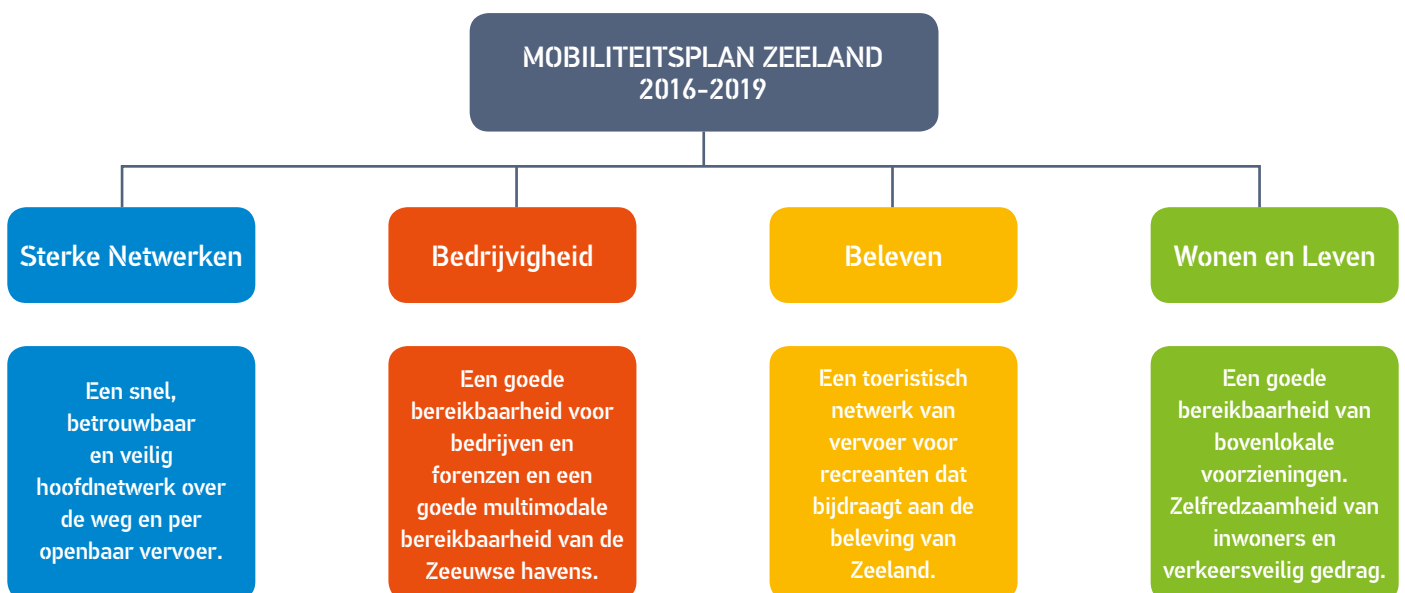 MOBILITEITSPLAN ZEELAND
2016-2019
Sterke Netwerken
Bedrijvigheid
Beleven
Wonen en Leven
Een snel,
betrouwbaar
en veilig
hoofdnetwerk over
de weg en per
openbaar vervoer.
Een goede
bereikbaarheid voor
bedrijven en
forenzen en een
goede multimodale
bereikbaarheid van de
Zeeuwse havens.
Een toeristisch
netwerk van
vervoer voor
recreanten dat
bijdraagt aan de
beleving van
Zeeland.
Een goede
bereikbaarheid van
bovenlokale
voorzieningen.
Zelfredzaamheid van
inwoners en
verkeersveilig gedrag.